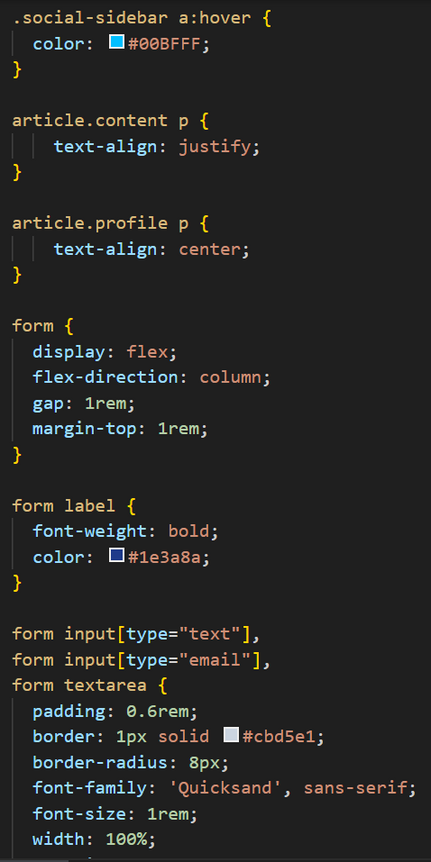 .social-sidebar a:hover {
  color: #00BFFF;
}

article.content p {
    text-align: justify;
}

article.profile p {
    text-align: center;
}

form {
  display: flex;
  flex-direction: column;
  gap: 1rem;
  margin-top: 1rem;
}

form label {
  font-weight: bold;
  color: #1e3a8a;
}

form input[type="text"],
form input[type="email"],
form textarea {
  padding: 0.6rem;
  border: 1px solid #cbd5e1;
  border-radius: 8px;
  font-family: 'Quicksand', sans-serif;
  font-size: 1rem;
  width: 100%;